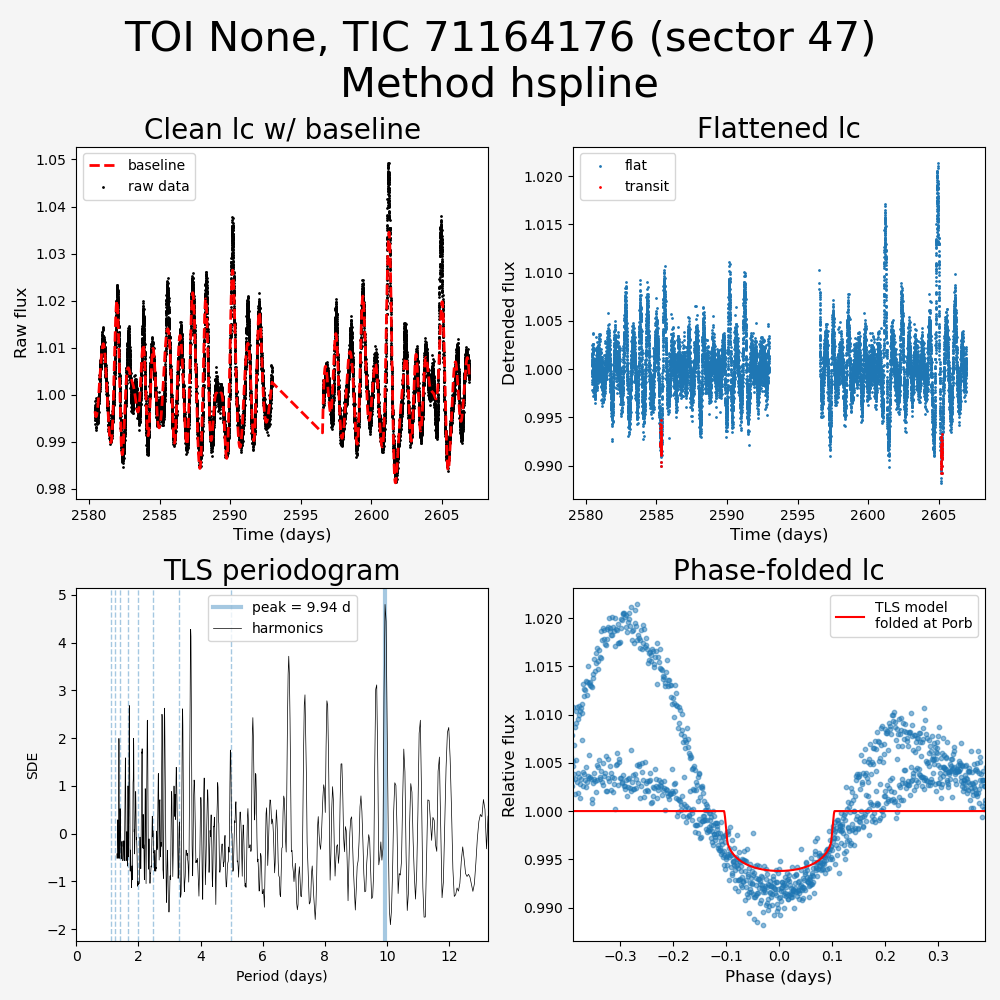 TOI None, TIC 71164176 (sector 47)
Method hspline
Clean lc w/ baseline
baseline
raw data
1.05
1.04
1.03
1.02
1.01
1.00
0.99
0.98
Raw flux
2580
2585
2590
2595
2600
2605
Time (days)
Flattened lc
flat
transit
1.020
1.015
1.010
1.005
1.000
0.995
0.990
Detrended flux
2580
2585
2590
2595
2600
2605
Time (days)
TLS periodogram
peak = 9.94 d
harmonics
5
4
3
2
1
0
−1
−2
SDE
0
2
4
6
8
10
12
Period (days)
Phase-folded lc
TLS model
folded at Porb
1.020
1.015
1.010
1.005
1.000
0.995
0.990
Relative flux
−0.3
−0.2
−0.1
0.0
0.1
0.2
0.3
Phase (days)